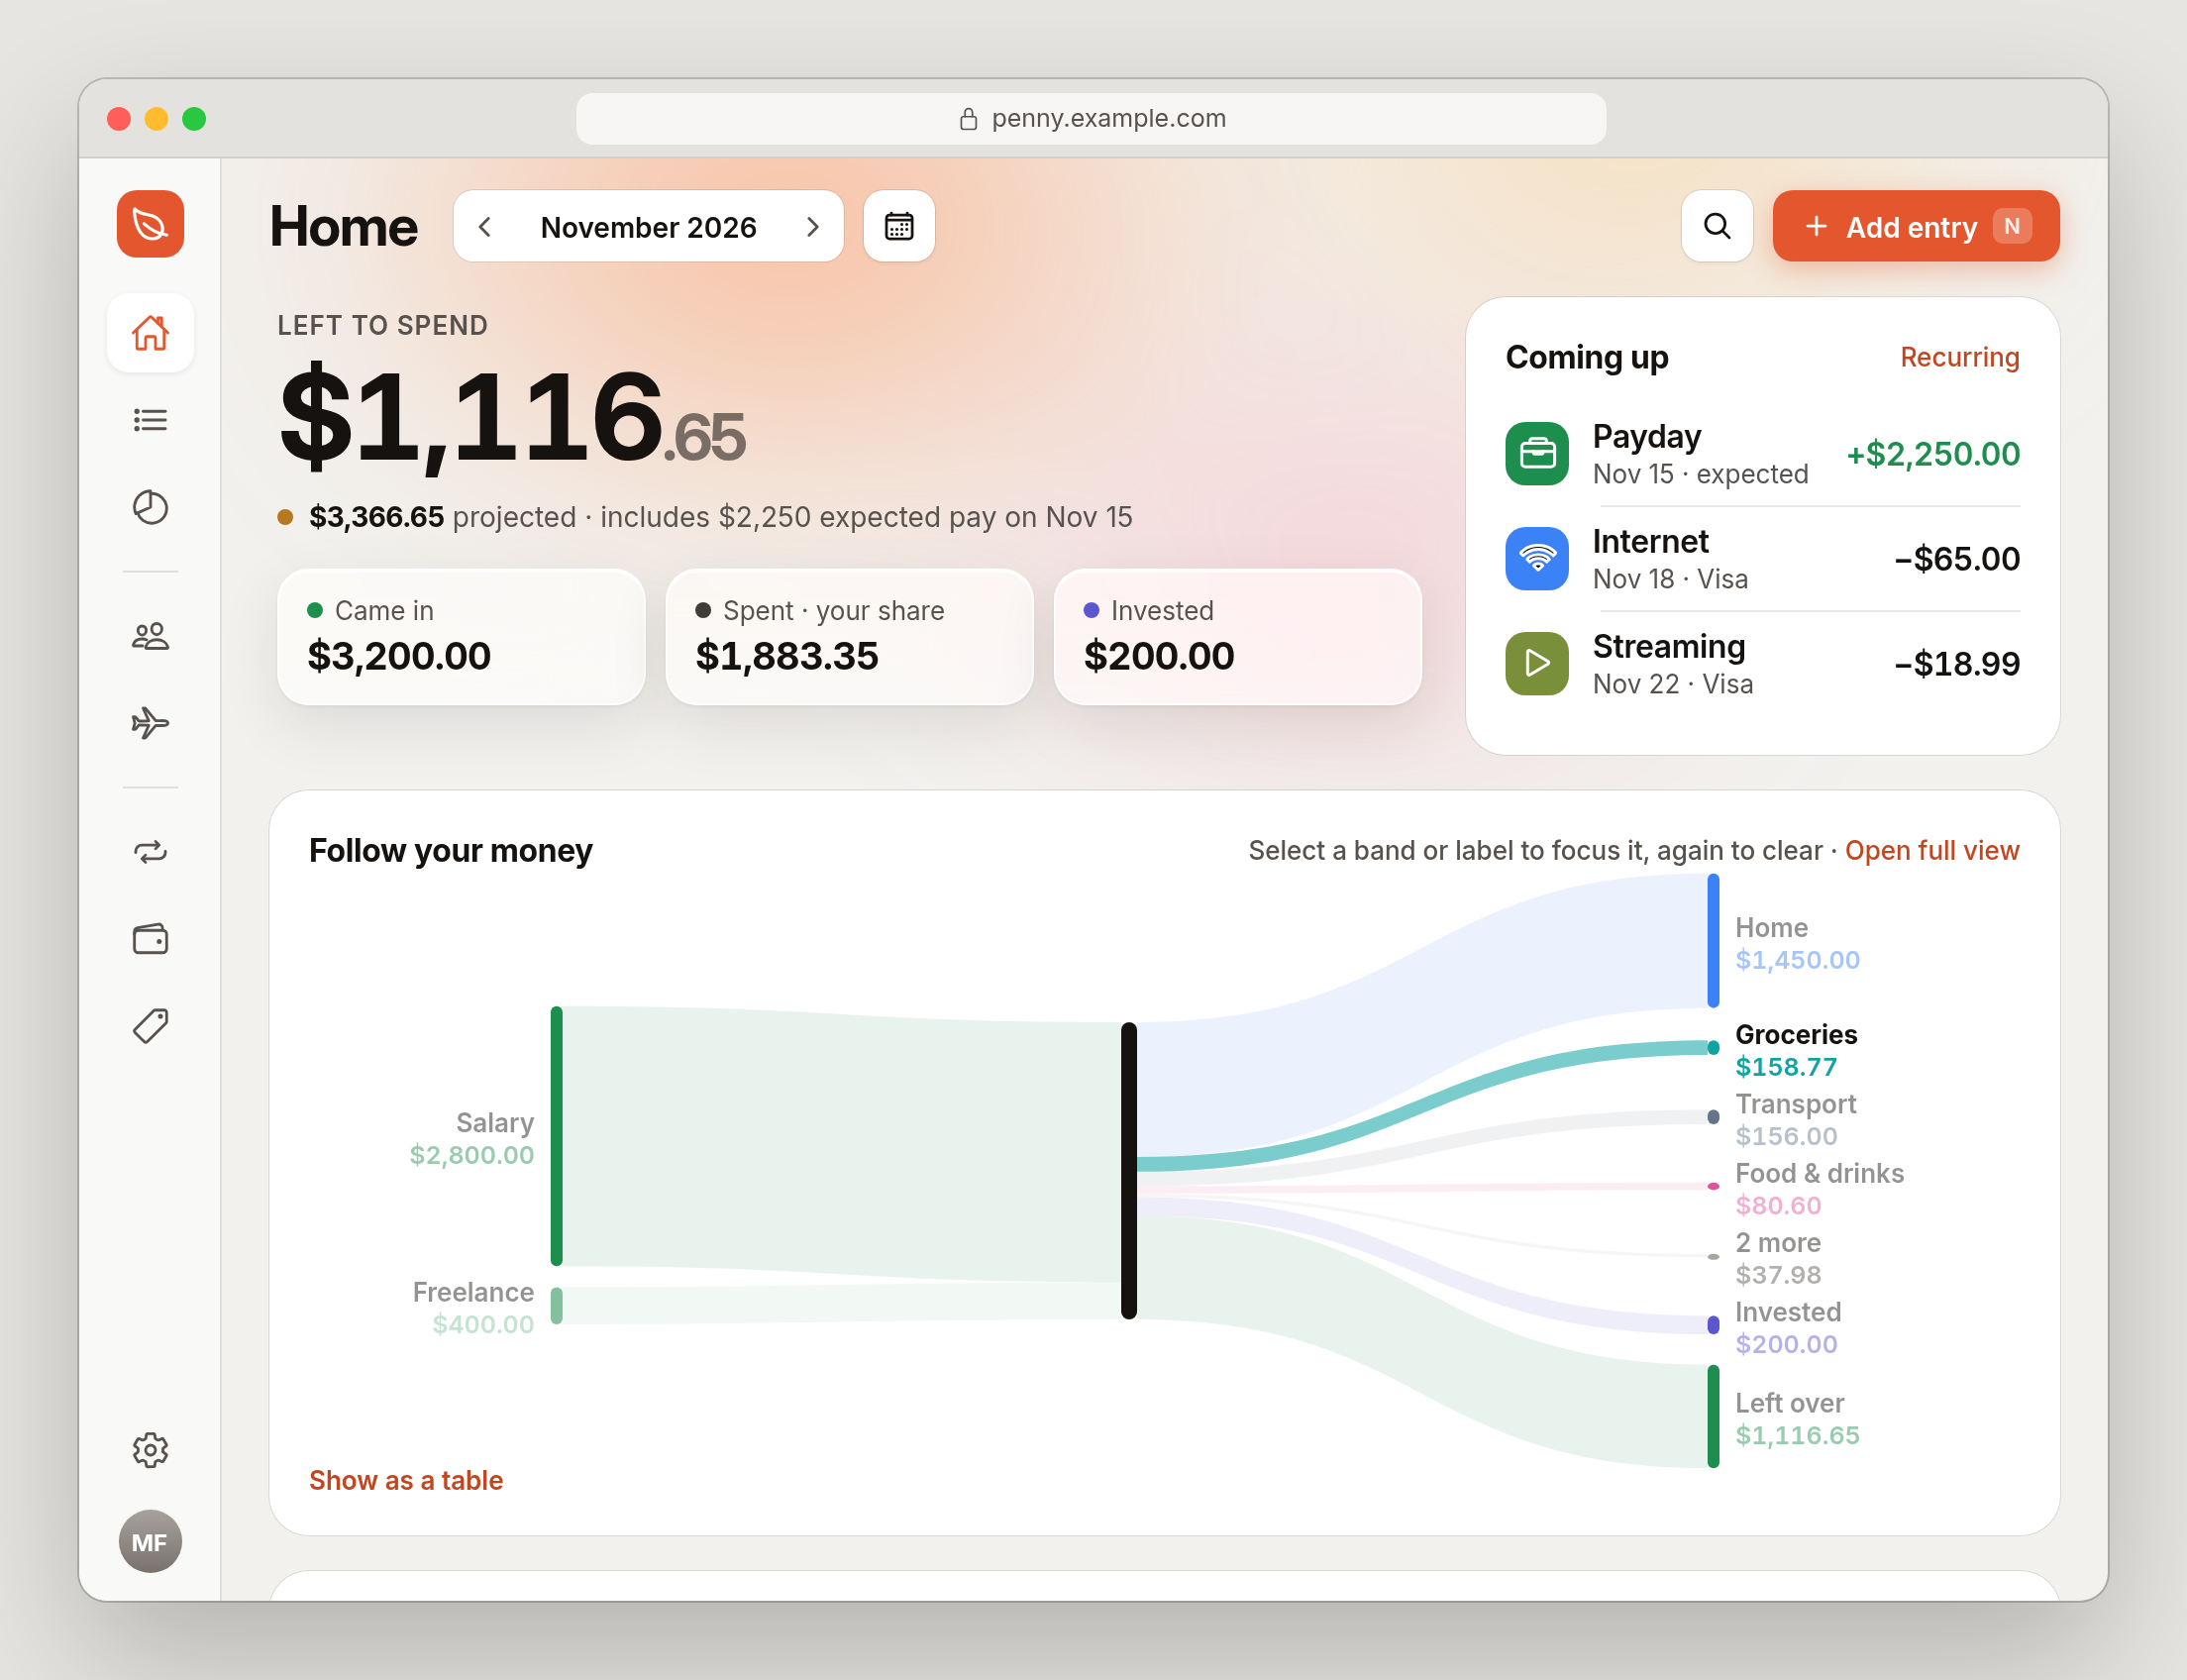 penny.example.com
Home
November 2026
Add entry N
LEFT TO SPEND
$1,116.65
$3,366.65 projected · includes $2,250 expected pay on Nov 15
Came in
$3,200.00
Spent · your share
$1,883.35
Invested
$200.00
Coming up
Recurring
Payday
Nov 15 · expected
+$2,250.00
Internet
Nov 18 · Visa
−$65.00
Streaming
Nov 22 · Visa
−$18.99
Follow your money
Select a band or label to focus it, again to clear · Open full view
Salary
$2,800.00
Freelance
$400.00
Home
$1,450.00
Groceries
$158.77
Transport
$156.00
Food & drinks
$80.60
2 more
$37.98
Invested
$200.00
Left over
$1,116.65
Show as a table
MF